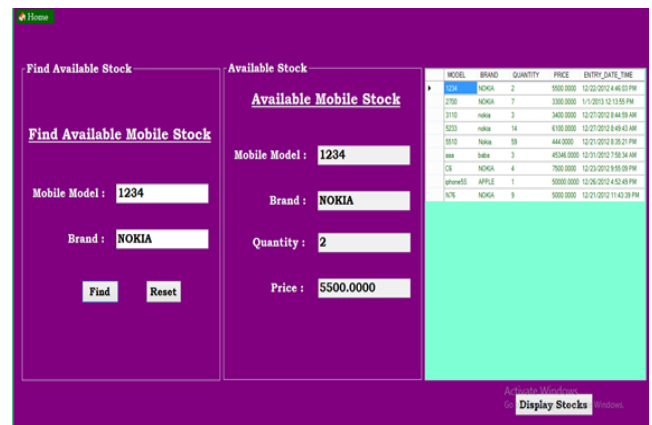 Home
Find Available Stock
Find Available Mobile Stock
Mobile Model : 1234
Brand : NOKIA
Find Reset
Available Stock
Available Mobile Stock
Mobile Model : 1234
Brand : NOKIA
Quantity : 2
Price : 5500.0000
MODEL BRAND QUANTITY PRICE ENTRY_DATE_TIME
1234 NOKIA 2 5500.0000 12/22/2012 4:46:03 PM
2700 NOKIA 7 3300.0000 1/1/2013 12:13:55 PM
3110 nokia 3 3400.0000 12/27/2012 8:44:59 AM
5233 nokia 14 6100.0000 12/27/2012 8:49:43 AM
5510 Nokia 59 444.0000 12/21/2012 8:35:21 PM
aaa baba 3 45346.0000 12/31/2012 7:58:34 AM
C6 NOKIA 4 7500.0000 12/23/2012 9:55:09 PM
iphone5S APPLE 1 50000.0000 12/26/2012 4:52:49 PM
N76 NOKIA 9 5000.0000 12/21/2012 11:43:39 PM
Activate Windows
Go Windows.
Display Stocks